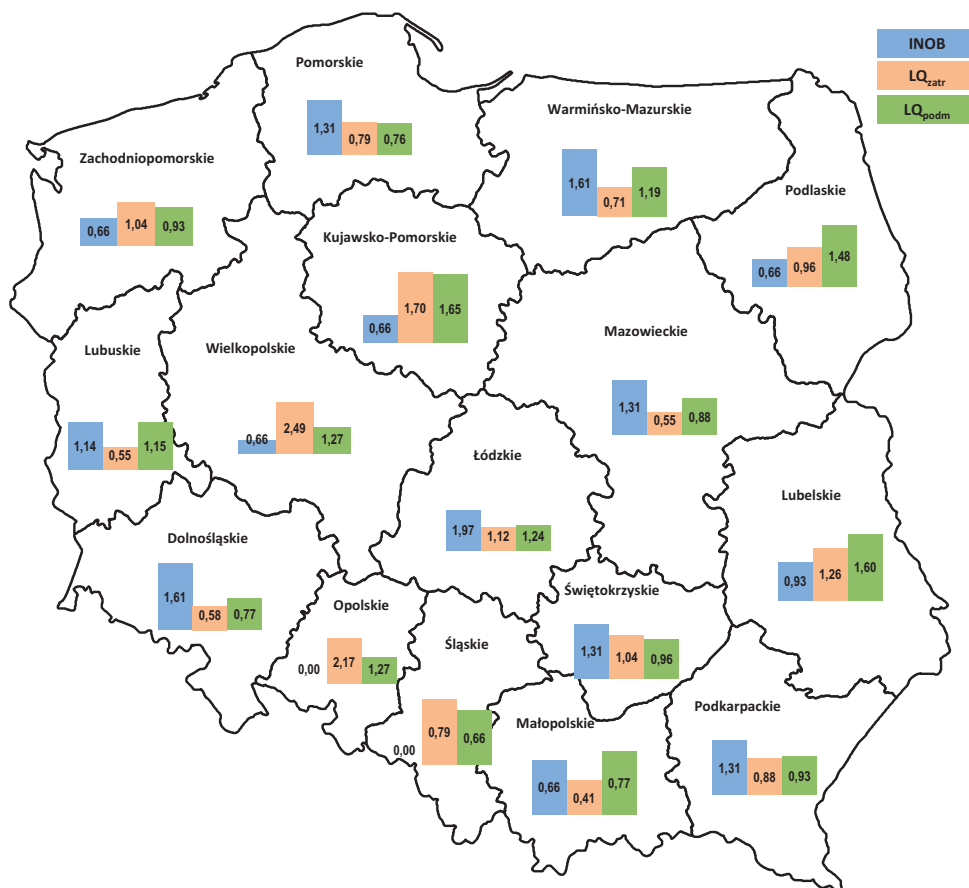 INOB
LQzatr
LQpodm
Pomorskie
1,31 0,79 0,76
Warmińsko-Mazurskie
1,61 0,71 1,19
Zachodniopomorskie
0,66 1,04 0,93
Podlaskie
0,66 0,96 1,48
Kujawsko-Pomorskie
0,66 1,70 1,65
Mazowieckie
1,31 0,55 0,88
Lubuskie
1,14 0,55 1,15
Wielkopolskie
0,66 2,49 1,27
Łódzkie
1,97 1,12 1,24
Lubelskie
0,93 1,26 1,60
Dolnośląskie
1,61 0,58 0,77
Opolskie
0,00 2,17 1,27
Śląskie
0,00 0,79 0,66
Świętokrzyskie
1,31 1,04 0,96
Małopolskie
0,66 0,41 0,77
Podkarpackie
1,31 0,88 0,93